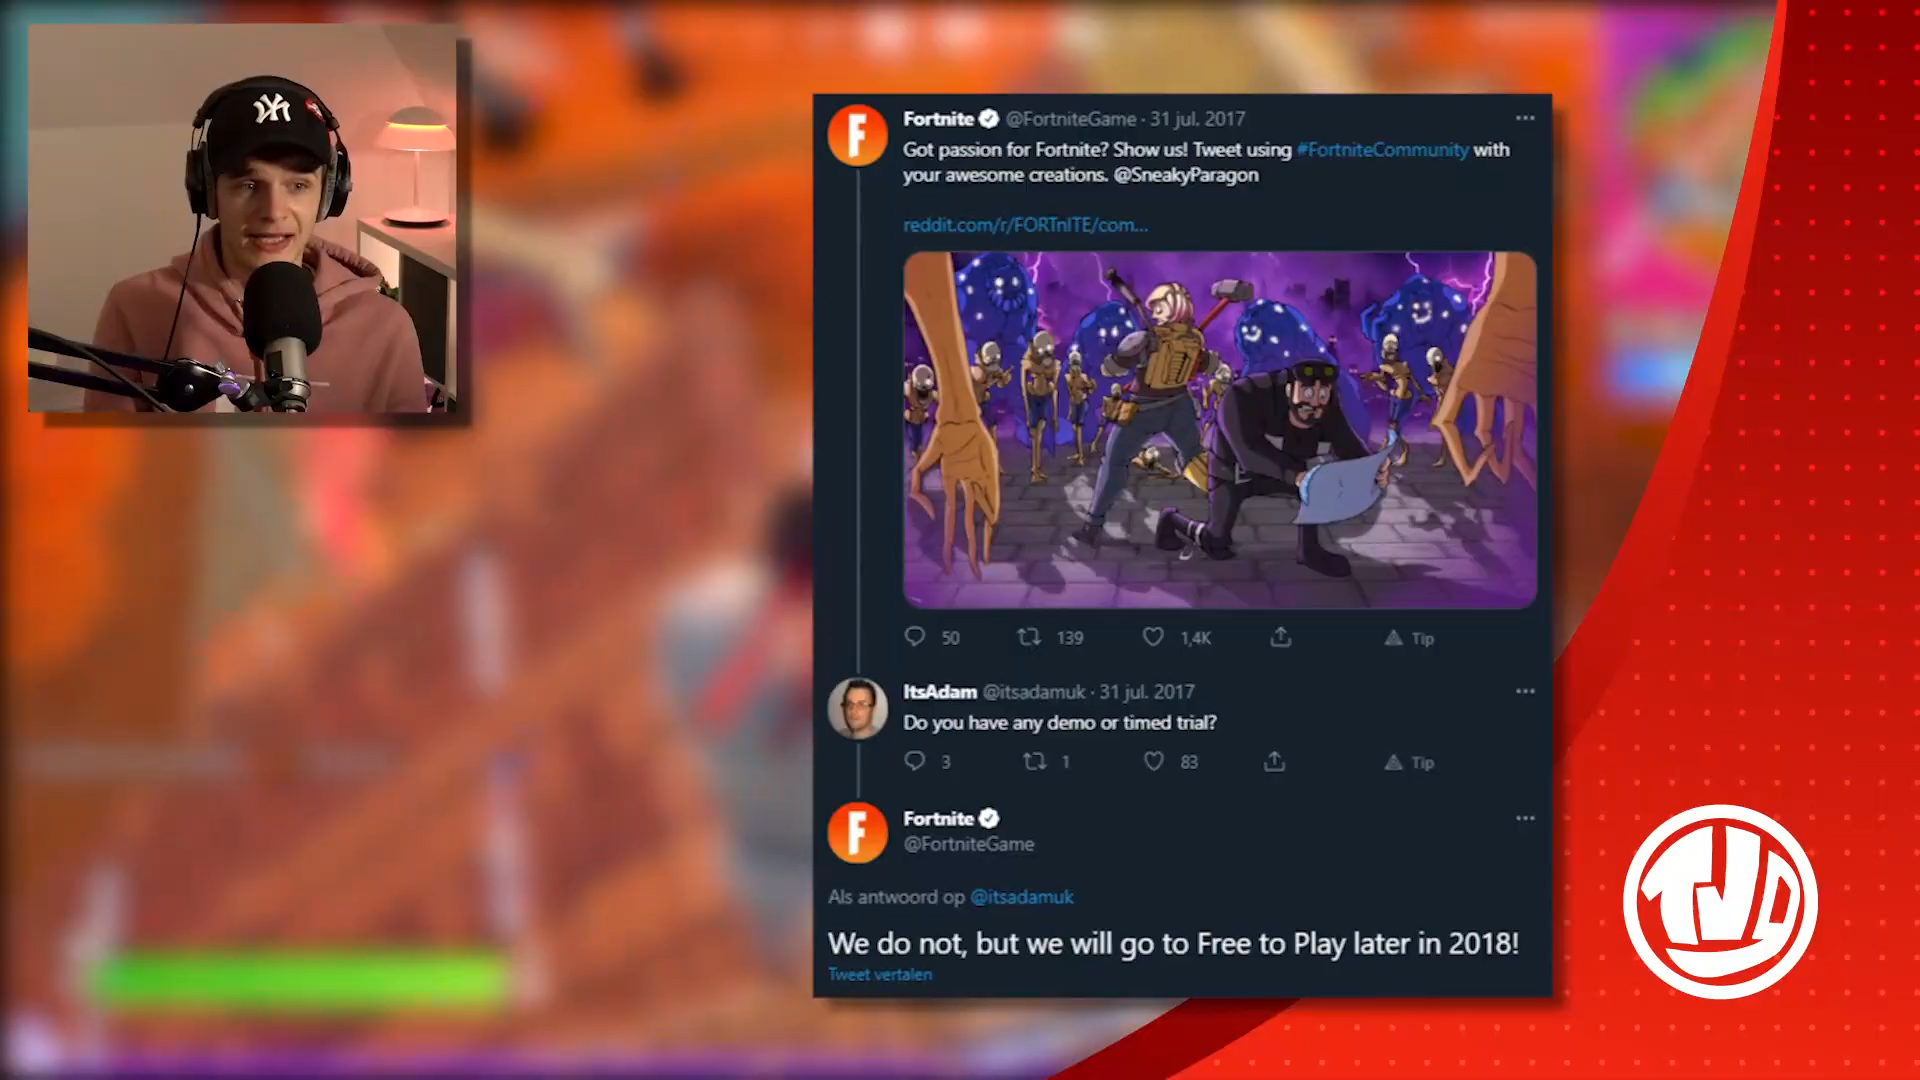 Fortnite @FortniteGame · 31 jul. 2017
Got passion for Fortnite? Show us! Tweet using #FortniteCommunity with
your awesome creations. @SneakyParagon
reddit.com/r/FORTnITE/com...
50 139 1,4K Tip
ItsAdam @itsadamuk · 31 jul. 2017
Do you have any demo or timed trial?
3 1 83 Tip
Fortnite
@FortniteGame
Als antwoord op @itsadamuk
We do not, but we will go to Free to Play later in 2018!
Tweet vertalen